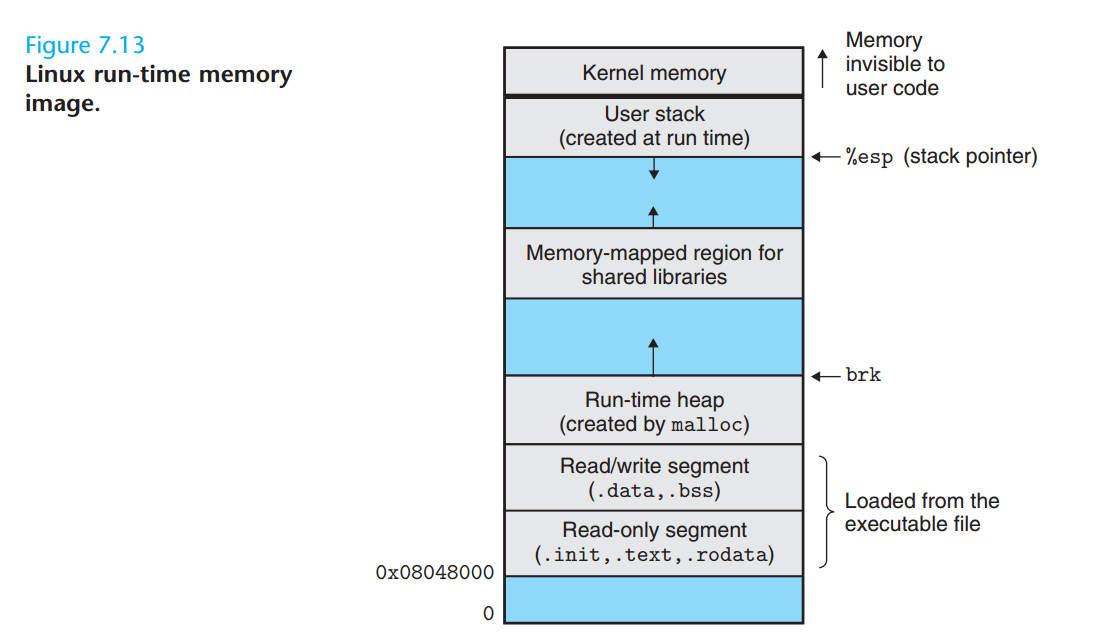 Figure 7.13
Linux run-time memory
image.
Kernel memory
Memory
invisible to
user code
User stack
(created at run time)
%esp (stack pointer)
Memory-mapped region for
shared libraries
brk
Run-time heap
(created by malloc)
Read/write segment
(.data,.bss)
Loaded from the
executable file
Read-only segment
(.init,.text,.rodata)
0x08048000
0